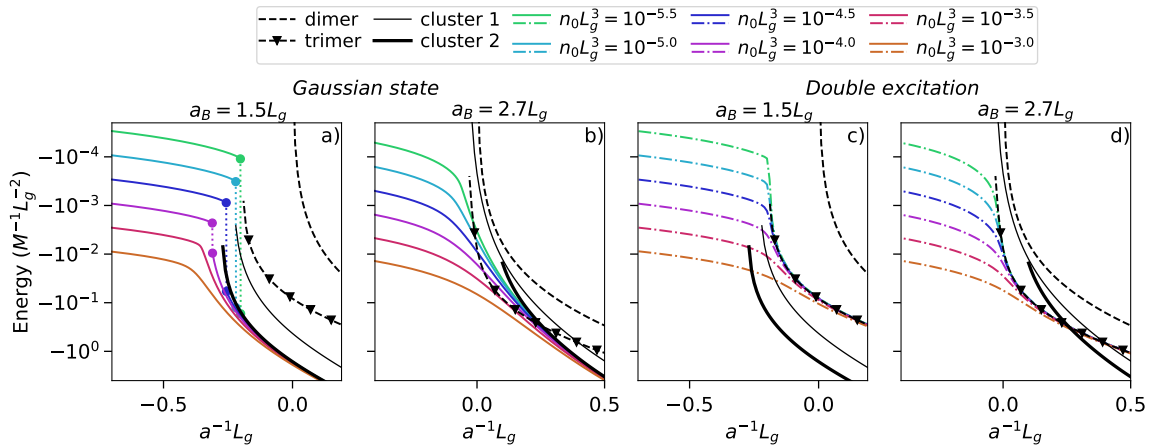 dimer cluster 1 n₀L_g³ = 10^{-5.5} n₀L_g³ = 10^{-4.5} n₀L_g³ = 10^{-3.5}
trimer cluster 2 n₀L_g³ = 10^{-5.0} n₀L_g³ = 10^{-4.0} n₀L_g³ = 10^{-3.0}
Gaussian state Double excitation
a_B = 1.5L_g a_B = 2.7L_g a_B = 1.5L_g a_B = 2.7L_g
a) b) c) d)
Energy (M^{-1}L_g^{-2})
−10^{-4}
−10^{-3}
−10^{-2}
−10^{-1}
−10^{0}
−0.5 0.0 0.0 0.5 −0.5 0.0 0.0 0.5
a^{-1}L_g a^{-1}L_g a^{-1}L_g a^{-1}L_g